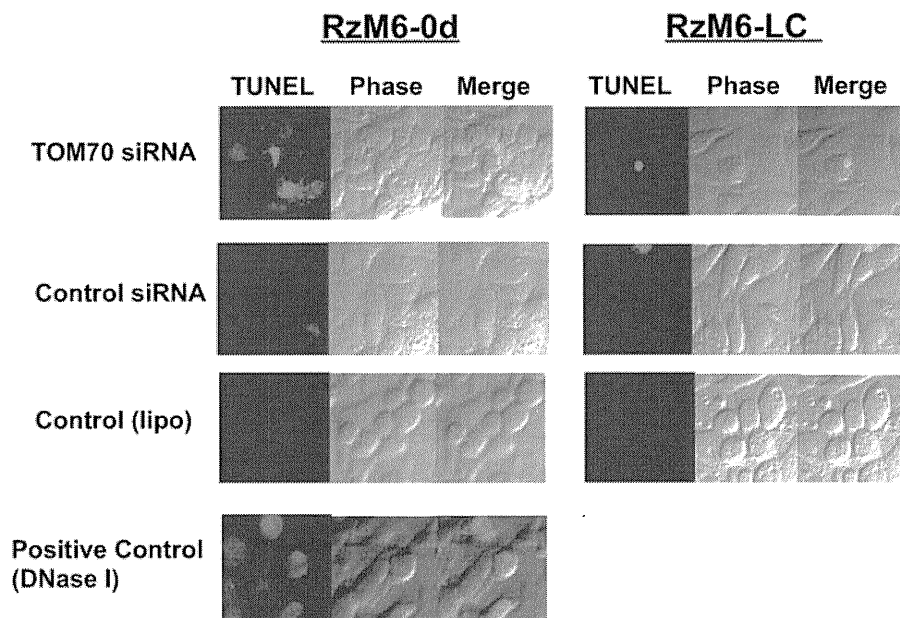 RzM6-0d RzM6-LC
TUNEL Phase Merge TUNEL Phase Merge
TOM70 siRNA
Control siRNA
Control (lipo)
Positive Control
(DNase I)